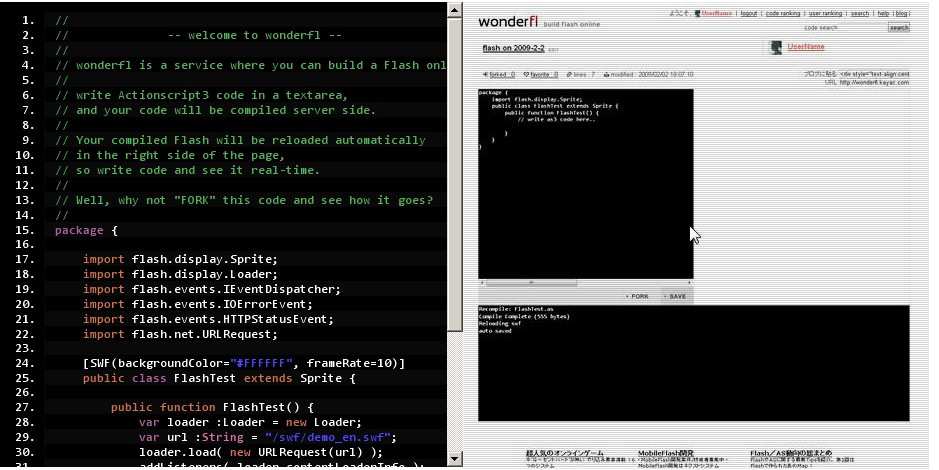 1. //
2. // -- welcome to wonderfl --
3. //
4. // wonderfl is a service where you can build a Flash onl
5. //
6. // write Actionscript3 code in a textarea,
7. // and your code will be compiled server side.
8. //
9. // Your compiled Flash will be reloaded automatically
10. // in the right side of the page,
11. // so write code and see it real-time.
12. //
13. // Well, why not "FORK" this code and see how it goes?
14. //
15. package {
16.
17. import flash.display.Sprite;
18. import flash.display.Loader;
19. import flash.events.IEventDispatcher;
20. import flash.events.IOErrorEvent;
21. import flash.events.HTTPStatusEvent;
22. import flash.net.URLRequest;
23.
24. [SWF(backgroundColor="#FFFFFF", frameRate=10)]
25. public class FlashTest extends Sprite {
26.
27. public function FlashTest() {
28. var loader :Loader = new Loader;
29. var url :String = "/swf/demo_en.swf";
30. loader.load( new URLRequest(url) );
31. addListeners( loader.contentLoaderInfo );
ようこそ、 UserName | logout | code ranking | user ranking | search | help | blog |
wonderfl build flash online
code search search
flash on 2009-2-2 EDIT
UserName
forked : 0 favorite : 0 lines : 7 modified : 2009/02/02 18:07:10
ブログに貼る <div style="text-align:cent
URL http://wonderfl.kayac.com
package {
import flash.display.Sprite;
public class FlashTest extends Sprite {
public function FlashTest() {
// write as3 code here..
}
}
}
FORK SAVE
Recompile: FlashTest.as
Compile Complete (555 bytes)
Reloading swf
auto saved
超人気のオンラインゲーム
MobileFlash開発
Flash/AS動向の総まとめ